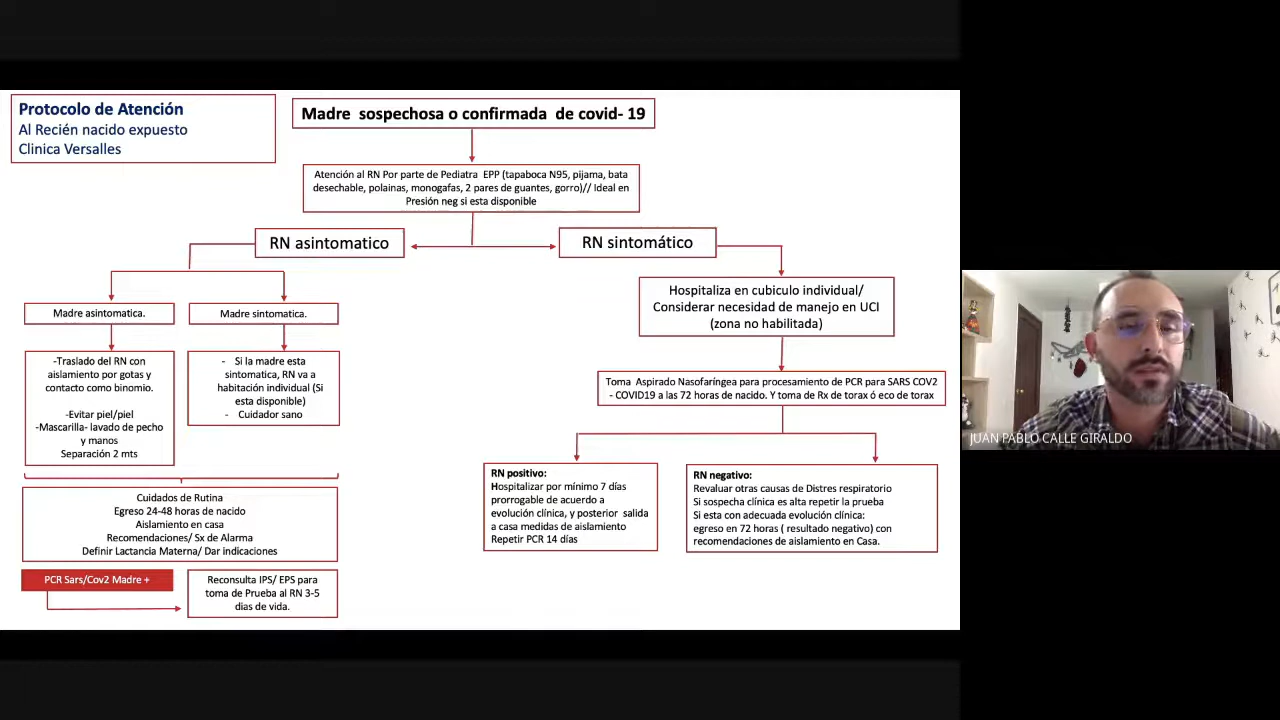 Protocolo de Atención
Al Recién nacido expuesto
Clinica Versalles
Madre sospechosa o confirmada de covid- 19
Atención al RN Por parte de Pediatra EPP (tapaboca N95, pijama, bata
desechable, polainas, monogafas, 2 pares de guantes, gorro)// Ideal en
Presión neg si esta disponible
RN asintomatico
RN sintomático
Madre asintomatica.
Madre sintomatica.
-Traslado del RN con
aislamiento por gotas y
contacto como binomio.
-Evitar piel/piel
-Mascarilla- lavado de pecho
y manos
Separación 2 mts
- Si la madre esta
sintomatica, RN va a
habitación individual (Si
esta disponible)
- Cuidador sano
Cuidados de Rutina
Egreso 24-48 horas de nacido
Aislamiento en casa
Recomendaciones/ Sx de Alarma
Definir Lactancia Materna/ Dar indicaciones
PCR Sars/Cov2 Madre +
Reconsulta IPS/ EPS para
toma de Prueba al RN 3-5
dias de vida.
Hospitaliza en cubiculo individual/
Considerar necesidad de manejo en UCI
(zona no habilitada)
Toma Aspirado Nasofaríngea para procesamiento de PCR para SARS COV2
- COVID19 a las 72 horas de nacido. Y toma de Rx de torax ó eco de torax
RN positivo:
Hospitalizar por mínimo 7 días
prorrogable de acuerdo a
evolución clínica, y posterior salida
a casa medidas de aislamiento
Repetir PCR 14 días
RN negativo:
Revaluar otras causas de Distres respiratorio
Si sospecha clínica es alta repetir la prueba
Si esta con adecuada evolución clínica:
egreso en 72 horas ( resultado negativo) con
recomendaciones de aislamiento en Casa.
JUAN PABLO CALLE GIRALDO